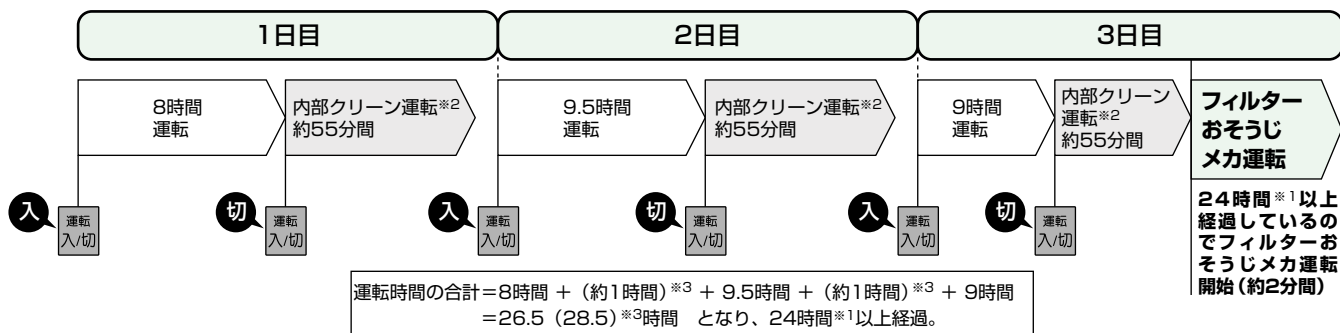 1日目
2日目
3日目
8時間
運転
内部クリーン運転※2
約55分間
9.5時間
運転
内部クリーン運転※2
約55分間
9時間
運転
内部クリーン
運転※2
約55分間
フィルター
おそうじ
メカ運転
入
運転
入/切
切
運転
入/切
入
運転
入/切
切
運転
入/切
入
運転
入/切
切
運転
入/切
24時間※1以上
経過しているの
でフィルターお
そうじメカ運転
開始(約2分間)
運転時間の合計=8時間 + (約1時間)※3 + 9.5時間 + (約1時間)※3 + 9時間
=26.5(28.5)※3時間 となり、24時間※1以上経過。